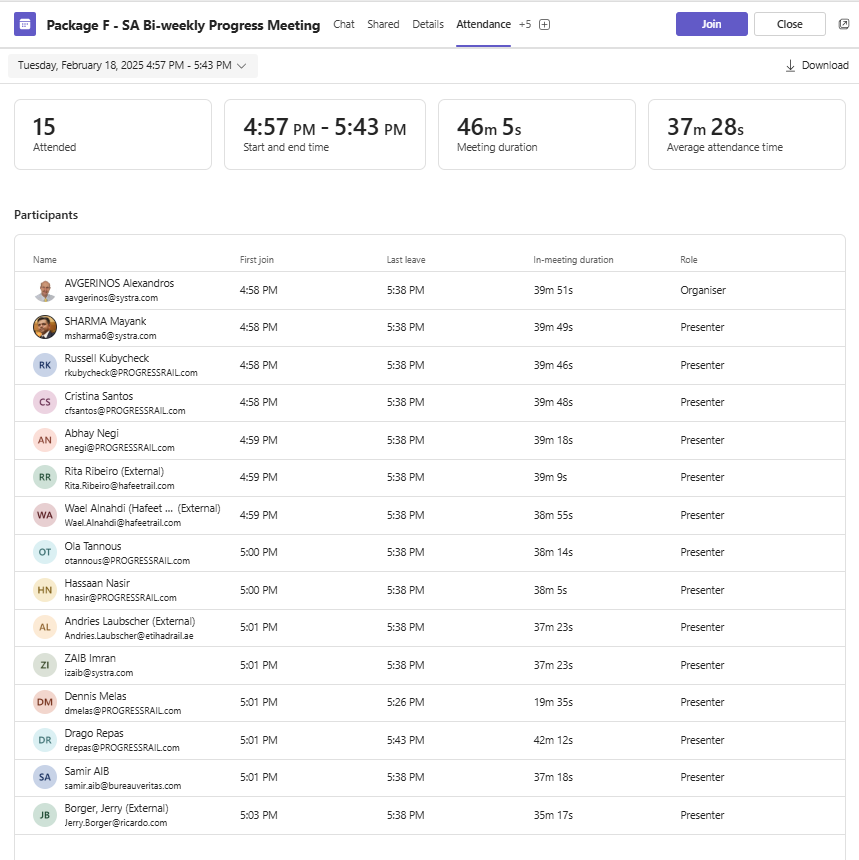 Package F - SA Bi-weekly Progress Meeting Chat Shared Details Attendance +5 Join Close
Tuesday, February 18, 2025 4:57 PM - 5:43 PM Download
15
Attended
4:57 PM - 5:43 PM
Start and end time
46m 5s
Meeting duration
37m 28s
Average attendance time
Participants
Name First join Last leave In-meeting duration Role
AVGERINOS Alexandros
aavgerinos@systra.com
4:58 PM 5:38 PM 39m 51s Organiser
SHARMA Mayank
msharma6@systra.com
4:58 PM 5:38 PM 39m 49s Presenter
RK Russell Kubycheck
rkubycheck@PROGRESSRAIL.com
4:58 PM 5:38 PM 39m 46s Presenter
CS Cristina Santos
cfsantos@PROGRESSRAIL.com
4:58 PM 5:38 PM 39m 48s Presenter
AN Abhay Negi
anegi@PROGRESSRAIL.com
4:59 PM 5:38 PM 39m 18s Presenter
RR Rita Ribeiro (External)
Rita.Ribeiro@hafeetrail.com
4:59 PM 5:38 PM 39m 9s Presenter
WA Wael Alnahdi (Hafeet ... (External)
Wael.Alnahdi@hafeetrail.com
4:59 PM 5:38 PM 38m 55s Presenter
OT Ola Tannous
otannous@PROGRESSRAIL.com
5:00 PM 5:38 PM 38m 14s Presenter
HN Hassaan Nasir
hnasir@PROGRESSRAIL.com
5:00 PM 5:38 PM 38m 5s Presenter
AL Andries Laubscher (External)
Andries.Laubscher@etihadrail.ae
5:01 PM 5:38 PM 37m 23s Presenter
ZI ZAIB Imran
izaib@systra.com
5:01 PM 5:38 PM 37m 23s Presenter
DM Dennis Melas
dmelas@PROGRESSRAIL.com
5:01 PM 5:26 PM 19m 35s Presenter
DR Drago Repas
drepas@PROGRESSRAIL.com
5:01 PM 5:43 PM 42m 12s Presenter
SA Samir AIB
samir.aib@bureauveritas.com
5:01 PM 5:38 PM 37m 18s Presenter
JB Borger, Jerry (External)
Jerry.Borger@ricardo.com
5:03 PM 5:38 PM 35m 17s Presenter